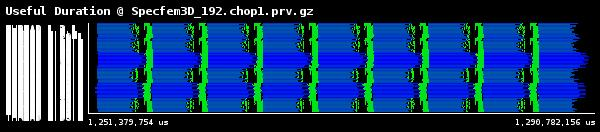 Useful Duration @ Specfem3D_192.chop1.prv.gz
1,251,379,754 us
1,290,782,156 us